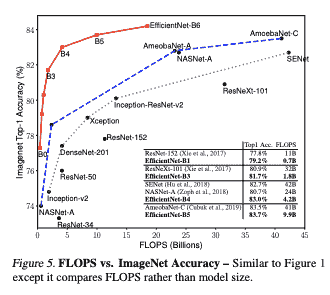 EfficientNet-B6
AmoebaNet-C
84
B5
B4
AmoebaNet-A
NASNet-A
SENet
82
B3
ResNeXt-101
Inception-ResNet-v2
80
Xception
Imagenet Top-1 Accuracy (%)
78
ResNet-152
DenseNet-201
B0
ResNet-50
76
Inception-v2
74
NASNet-A
ResNet-34
Top1 Acc. FLOPS
ResNet-152 (Xie et al., 2017) 77.8% 11B
EfficientNet-B1 79.2% 0.7B
ResNeXt-101 (Xie et al., 2017) 80.9% 32B
EfficientNet-B3 81.7% 1.8B
SENet (Hu et al., 2018) 82.7% 42B
NASNet-A (Zoph et al., 2018) 80.7% 24B
EfficientNet-B4 83.0% 4.2B
AmoebaNet-C (Cubuk et al., 2019) 83.5% 41B
EfficientNet-B5 83.7% 9.9B
0 5 10 15 20 25 30 35 40 45
FLOPS (Billions)
Figure 5. FLOPS vs. ImageNet Accuracy – Similar to Figure 1
except it compares FLOPS rather than model size.